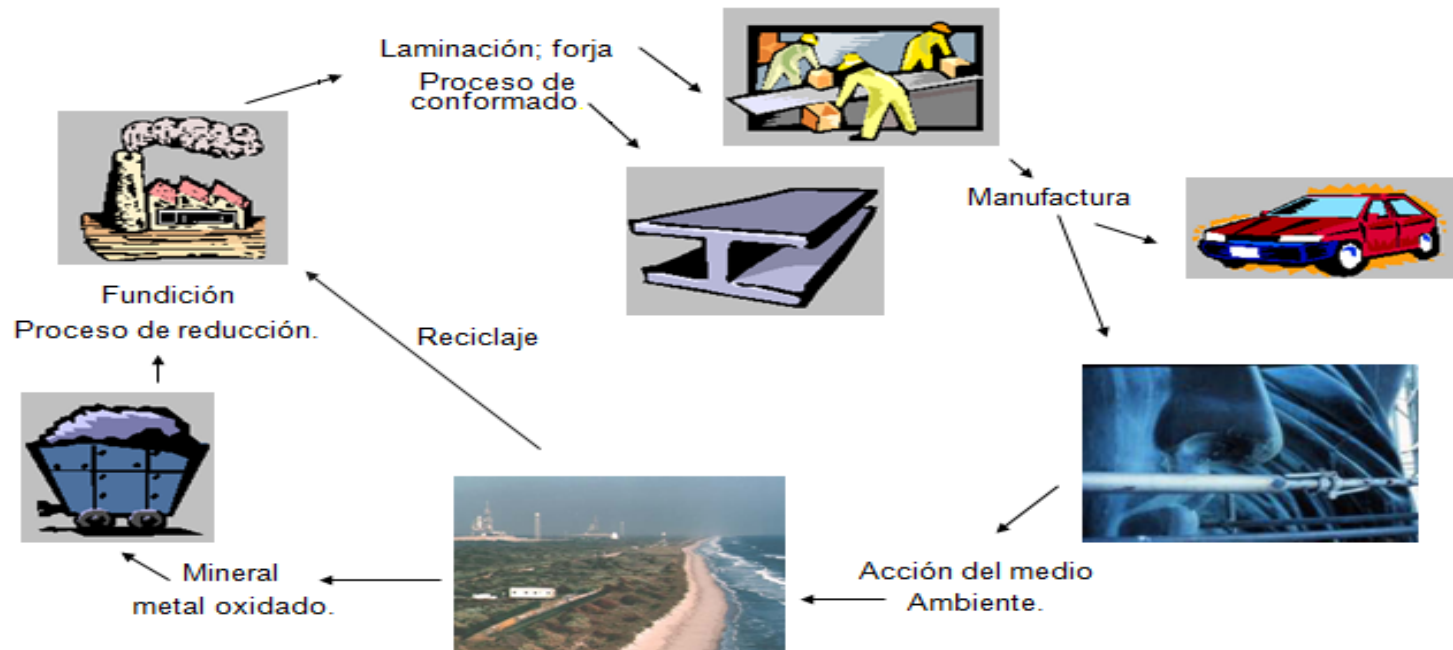 Laminación; forja
Proceso de
conformado
Manufactura
Fundición
Proceso de reducción.
Reciclaje
Acción del medio
Ambiente.
Mineral
metal oxidado.